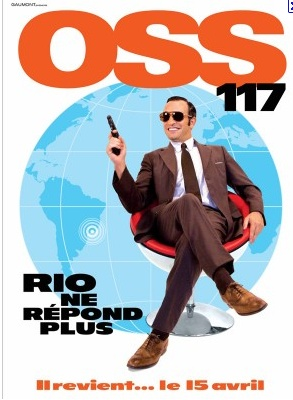 GAUMONT
OSS
117
RIO
NE
RÉPOND
PLUS
Il revient... le 15 avril